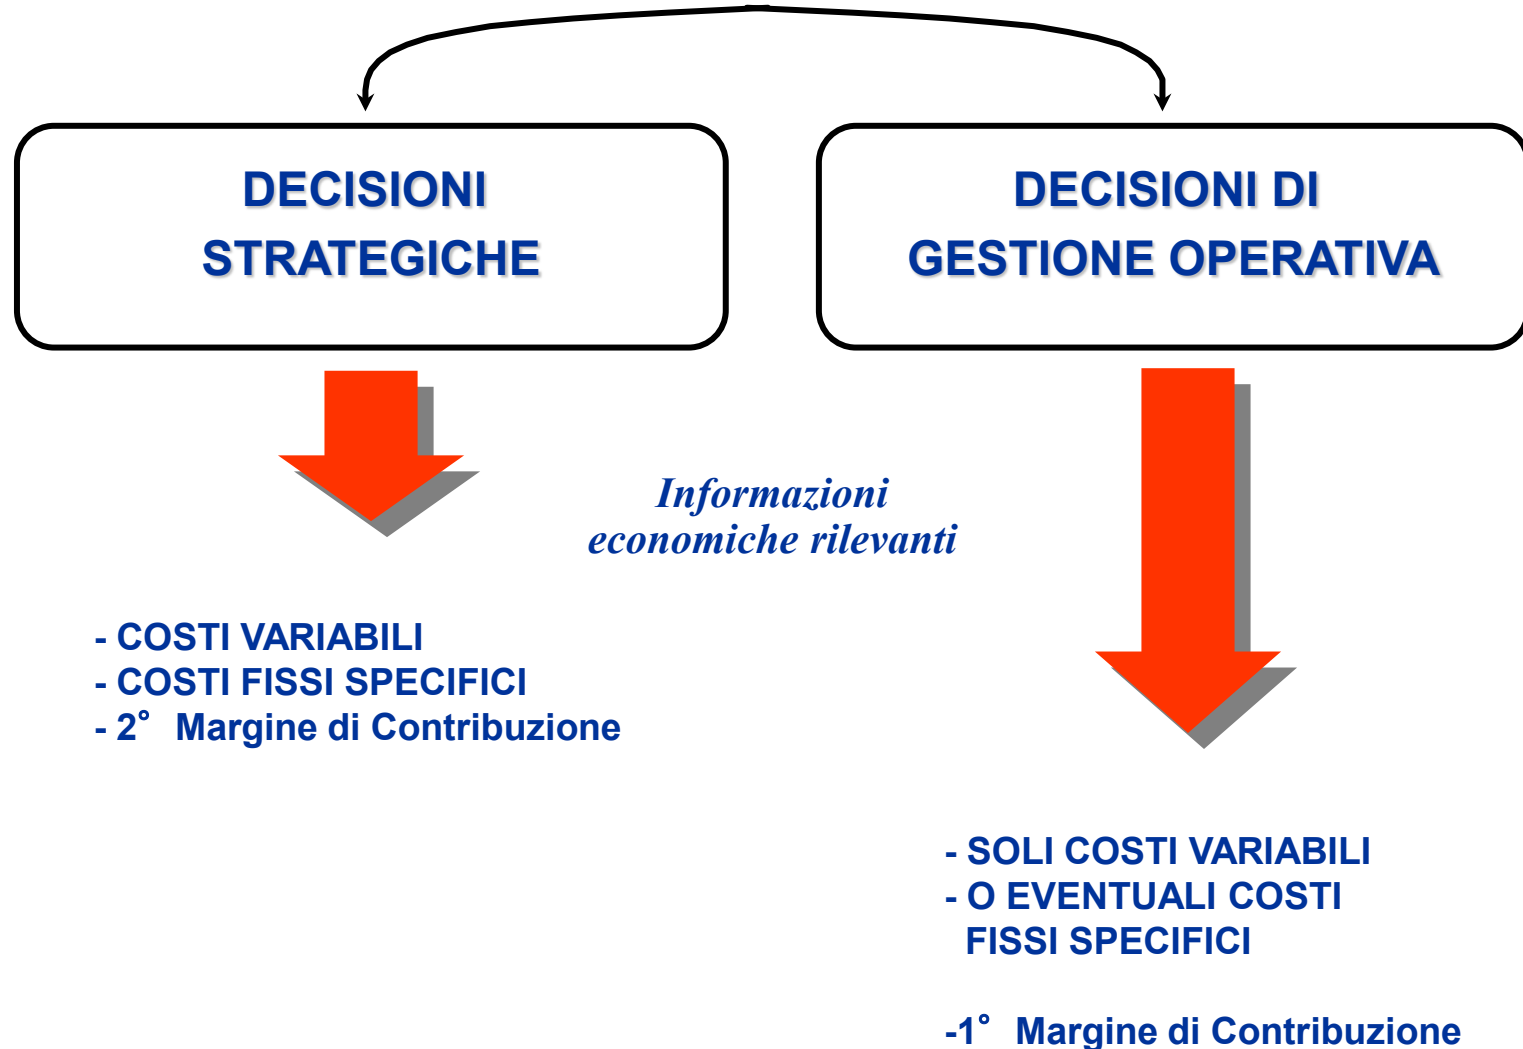 DECISIONI
STRATEGICHE
DECISIONI DI
GESTIONE OPERATIVA
Informazioni
economiche rilevanti
- COSTI VARIABILI
- COSTI FISSI SPECIFICI
- 2° Margine di Contribuzione
- SOLI COSTI VARIABILI
- O EVENTUALI COSTI
FISSI SPECIFICI
-1° Margine di Contribuzione